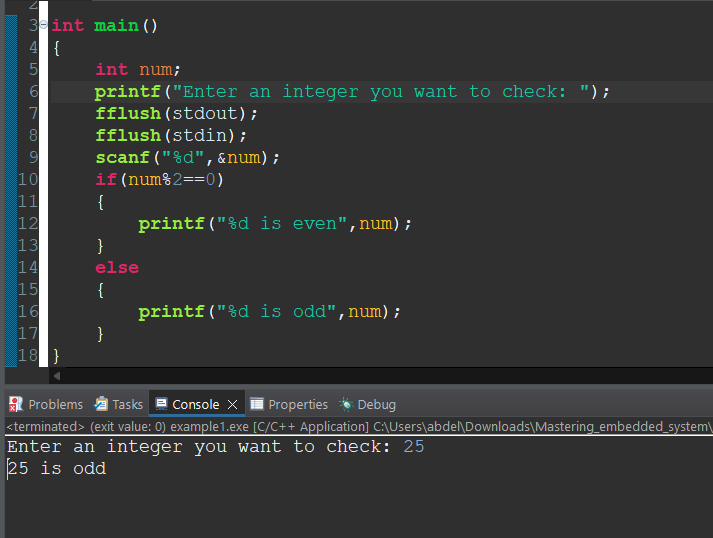 2
3 int main()
4 {
5 int num;
6 printf("Enter an integer you want to check: ");
7 fflush(stdout);
8 fflush(stdin);
9 scanf("%d",&num);
10 if(num%2==0)
11 {
12 printf("%d is even",num);
13 }
14 else
15 {
16 printf("%d is odd",num);
17 }
18 }
Problems Tasks Console Properties Debug
<terminated> (exit value: 0) example1.exe [C/C++ Application] C:\Users\abdel\Downloads\Mastering_embedded_system\
Enter an integer you want to check: 25
25 is odd